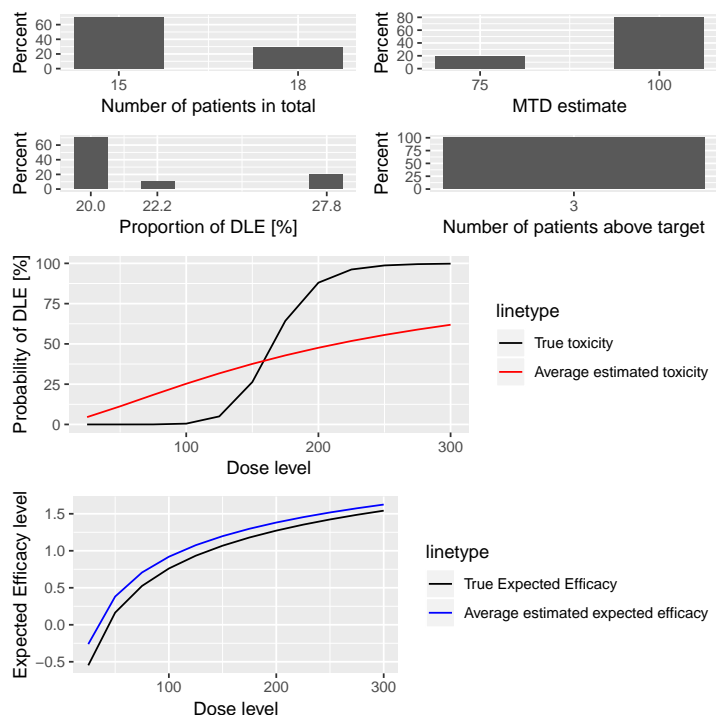 Percent
60
40
20
0
15
18
Number of patients in total
Percent
80
60
40
20
0
75
100
MTD estimate
Percent
60
40
20
0
20.0
22.2
27.8
Proportion of DLE [%]
Percent
100
75
50
25
0
3
Number of patients above target
Probability of DLE [%]
100
75
50
25
0
100
200
300
Dose level
linetype
True toxicity
Average estimated toxicity
Expected Efficacy level
1.5
1.0
0.5
0.0
−0.5
100
200
300
Dose level
linetype
True Expected Efficacy
Average estimated expected efficacy